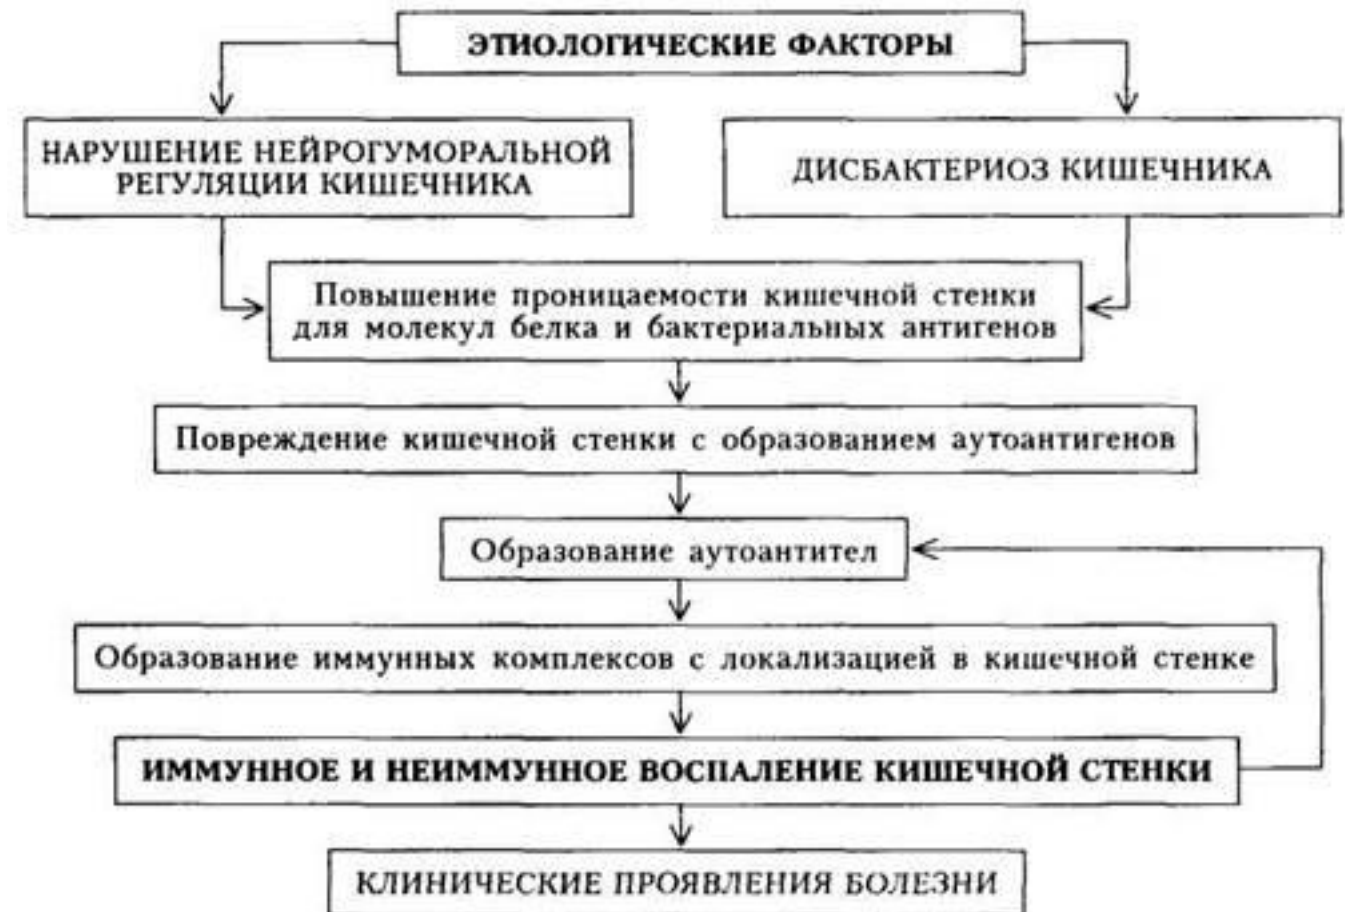 ЭТИОЛОГИЧЕСКИЕ ФАКТОРЫ
НАРУШЕНИЕ НЕЙРОГУМОРАЛЬНОЙ
РЕГУЛЯЦИИ КИШЕЧНИКА
ДИСБАКТЕРИОЗ КИШЕЧНИКА
Повышение проницаемости кишечной стенки
для молекул белка и бактериальных антигенов
Повреждение кишечной стенки с образованием аутоантигенов
Образование аутоантител
Образование иммунных комплексов с локализацией в кишечной стенке
ИММУННОЕ И НЕИММУННОЕ ВОСПАЛЕНИЕ КИШЕЧНОЙ СТЕНКИ
КЛИНИЧЕСКИЕ ПРОЯВЛЕНИЯ БОЛЕЗНИ